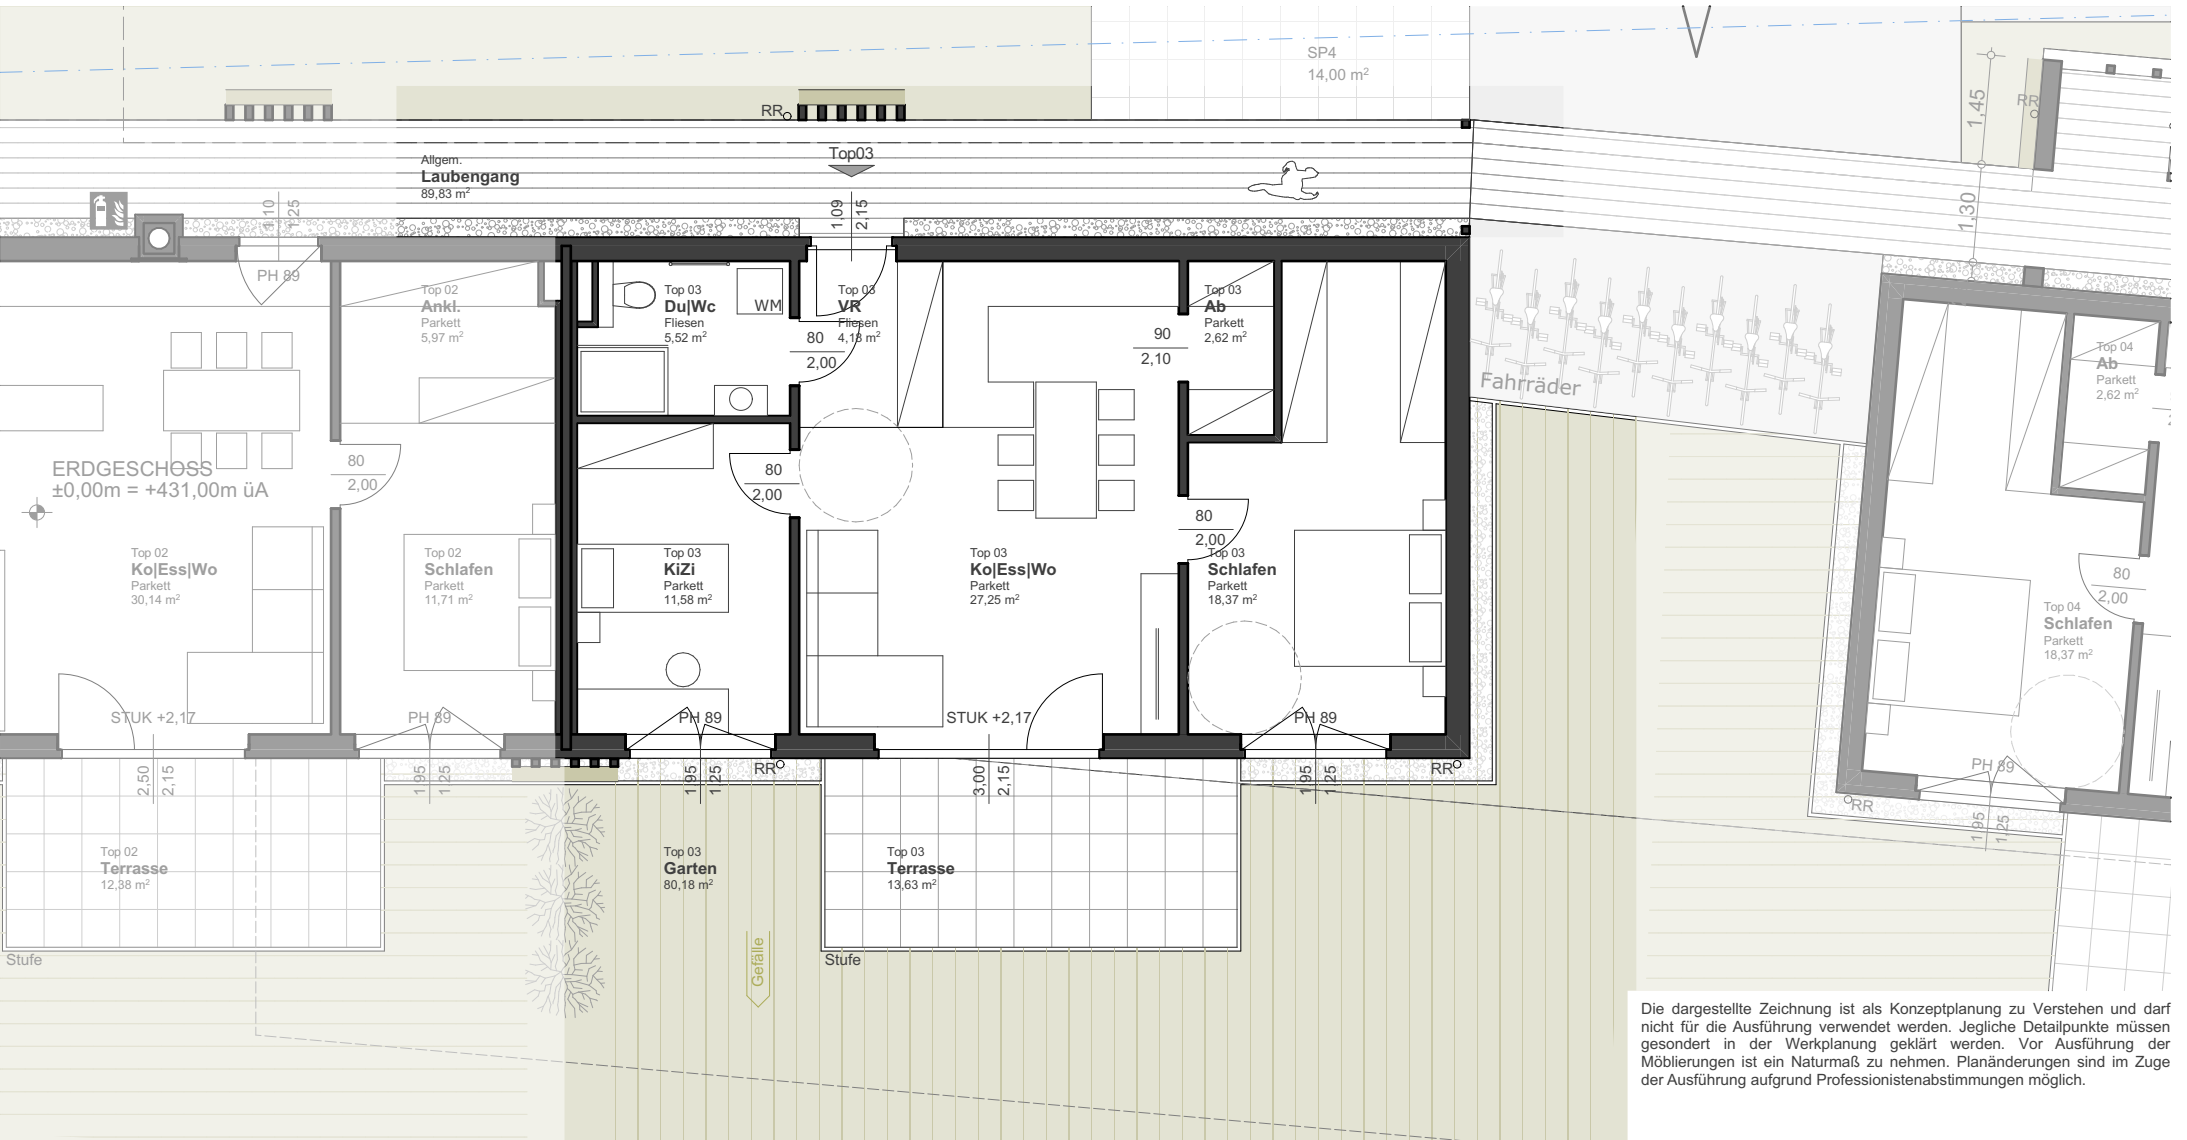 SP4
14,00 m²
1,45
RR
RR
Top03
Allgem.
Laubengang
89,83 m²
1,10
1,25
1,09
2,15
1,30
PH 89
Top 02
Ankl.
Parkett
5,97 m²
Top 03
Du|Wc
Fliesen
5,52 m²
WM
Top 03
VR
Fliesen
4,18 m²
80
2,00
90
2,10
Top 03
Ab
Parkett
2,62 m²
Fahrräder
Top 04
Ab
Parkett
2,62 m²
ERDGESCHOSS
±0,00m = +431,00m üA
80
2,00
80
2,00
80
2,00
Top 02
Ko|Ess|Wo
Parkett
30,14 m²
Top 02
Schlafen
Parkett
11,71 m²
Top 03
KiZi
Parkett
11,58 m²
Top 03
Ko|Ess|Wo
Parkett
27,25 m²
Top 03
Schlafen
Parkett
18,37 m²
80
2,00
Top 04
Schlafen
Parkett
18,37 m²
STUK +2,17
PH 89
PH 89
STUK +2,17
PH 89
PH 89
2,50
2,15
1,95
1,25
1,95
1,25
RR
3,00
2,15
1,95
1,25
RR
RR
1,95
1,25
Top 02
Terrasse
12,38 m²
Top 03
Garten
80,18 m²
Top 03
Terrasse
13,63 m²
Gefälle
Stufe
Stufe
Die dargestellte Zeichnung ist als Konzeptplanung zu Verstehen und darf
nicht für die Ausführung verwendet werden. Jegliche Detailpunkte müssen
gesondert in der Werkplanung geklärt werden. Vor Ausführung der
Möblierungen ist ein Naturmaß zu nehmen. Planänderungen sind im Zuge
der Ausführung aufgrund Professionistenabstimmungen möglich.